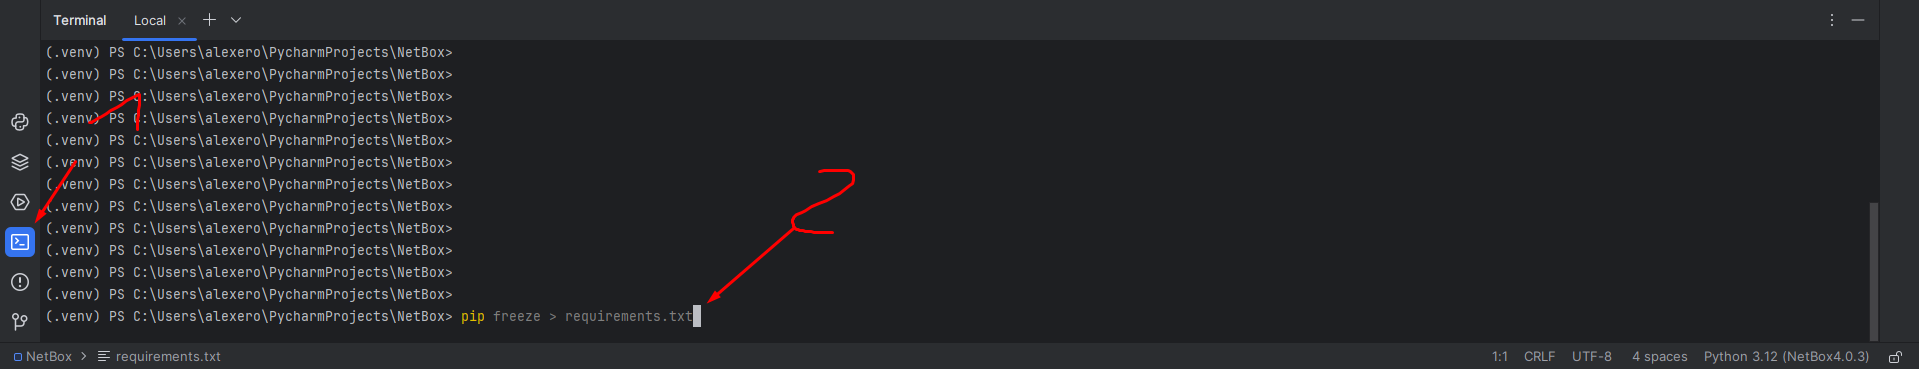 Terminal Local
(.venv) PS C:\Users\alexero\PycharmProjects\NetBox>
(.venv) PS C:\Users\alexero\PycharmProjects\NetBox>
(.venv) PS C:\Users\alexero\PycharmProjects\NetBox>
(.venv) PS C:\Users\alexero\PycharmProjects\NetBox>
(.venv) PS C:\Users\alexero\PycharmProjects\NetBox>
(.venv) PS C:\Users\alexero\PycharmProjects\NetBox>
(.venv) PS C:\Users\alexero\PycharmProjects\NetBox>
(.venv) PS C:\Users\alexero\PycharmProjects\NetBox>
(.venv) PS C:\Users\alexero\PycharmProjects\NetBox>
(.venv) PS C:\Users\alexero\PycharmProjects\NetBox>
(.venv) PS C:\Users\alexero\PycharmProjects\NetBox>
(.venv) PS C:\Users\alexero\PycharmProjects\NetBox>
(.venv) PS C:\Users\alexero\PycharmProjects\NetBox> pip freeze > requirements.txt
1
2
NetBox > requirements.txt 1:1 CRLF UTF-8 4 spaces Python 3.12 (NetBox4.0.3)